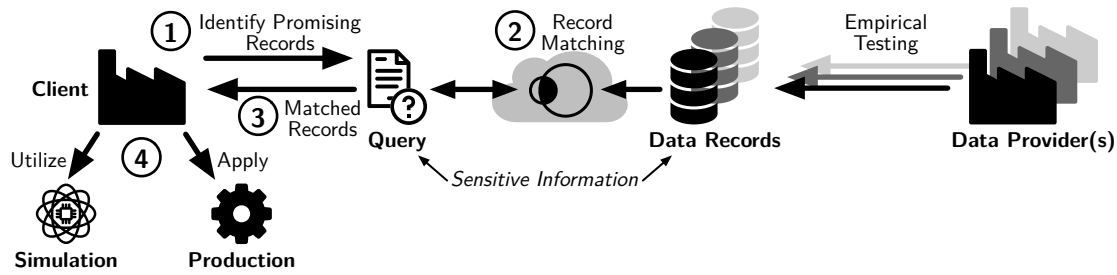 1
Identify Promising
Records
2
Record
Matching
Empirical
Testing
Client
3
Matched
Records
?
Query
Data Records
Data Provider(s)
Utilize
4
Apply
Sensitive Information
Simulation
Production